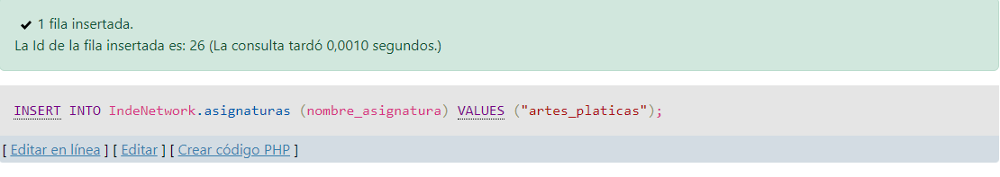 ✔ 1 fila insertada.
La Id de la fila insertada es: 26 (La consulta tardó 0,0010 segundos.)
INSERT INTO IndeNetwork.asignaturas (nombre_asignatura) VALUES ("artes_platicas");
[ Editar en línea ] [ Editar ] [ Crear código PHP ]